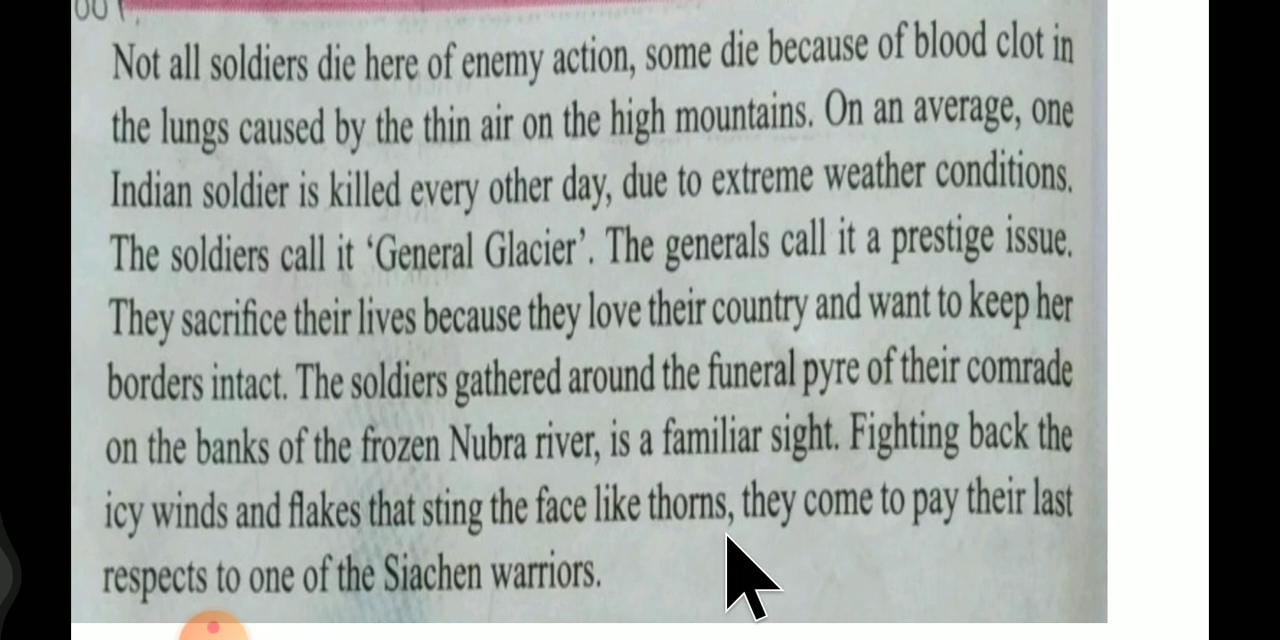 Not all soldiers die here of enemy action, some die because of blood clot in
the lungs caused by the thin air on the high mountains. On an average, one
Indian soldier is killed every other day, due to extreme weather conditions.
The soldiers call it ‘General Glacier’. The generals call it a prestige issue.
They sacrifice their lives because they love their country and want to keep her
borders intact. The soldiers gathered around the funeral pyre of their comrade
on the banks of the frozen Nubra river, is a familiar sight. Fighting back the
icy winds and flakes that sting the face like thorns, they come to pay their last
respects to one of the Siachen warriors.